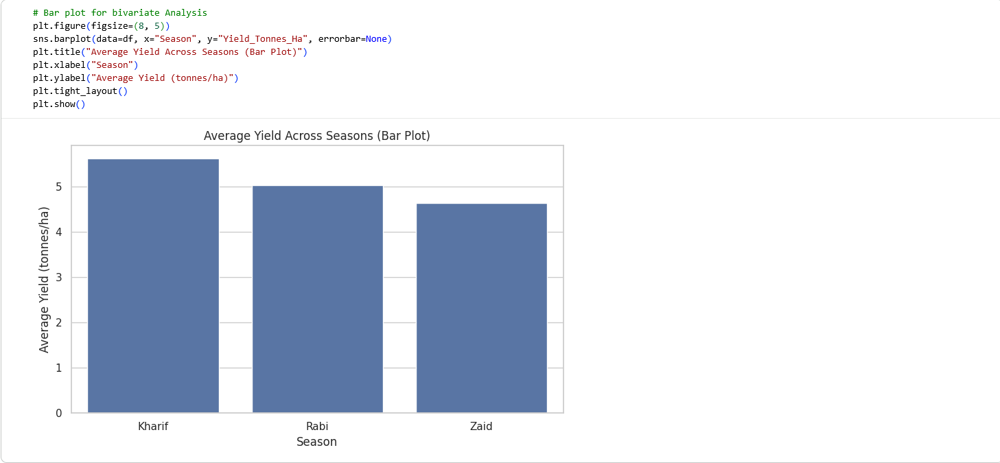 # Bar plot for bivariate Analysis
plt.figure(figsize=(8, 5))
sns.barplot(data=df, x="Season", y="Yield_Tonnes_Ha", errorbar=None)
plt.title("Average Yield Across Seasons (Bar Plot)")
plt.xlabel("Season")
plt.ylabel("Average Yield (tonnes/ha)")
plt.tight_layout()
plt.show()
Average Yield Across Seasons (Bar Plot)
Average Yield (tonnes/ha)
5
4
3
2
1
0
Kharif Rabi Zaid
Season